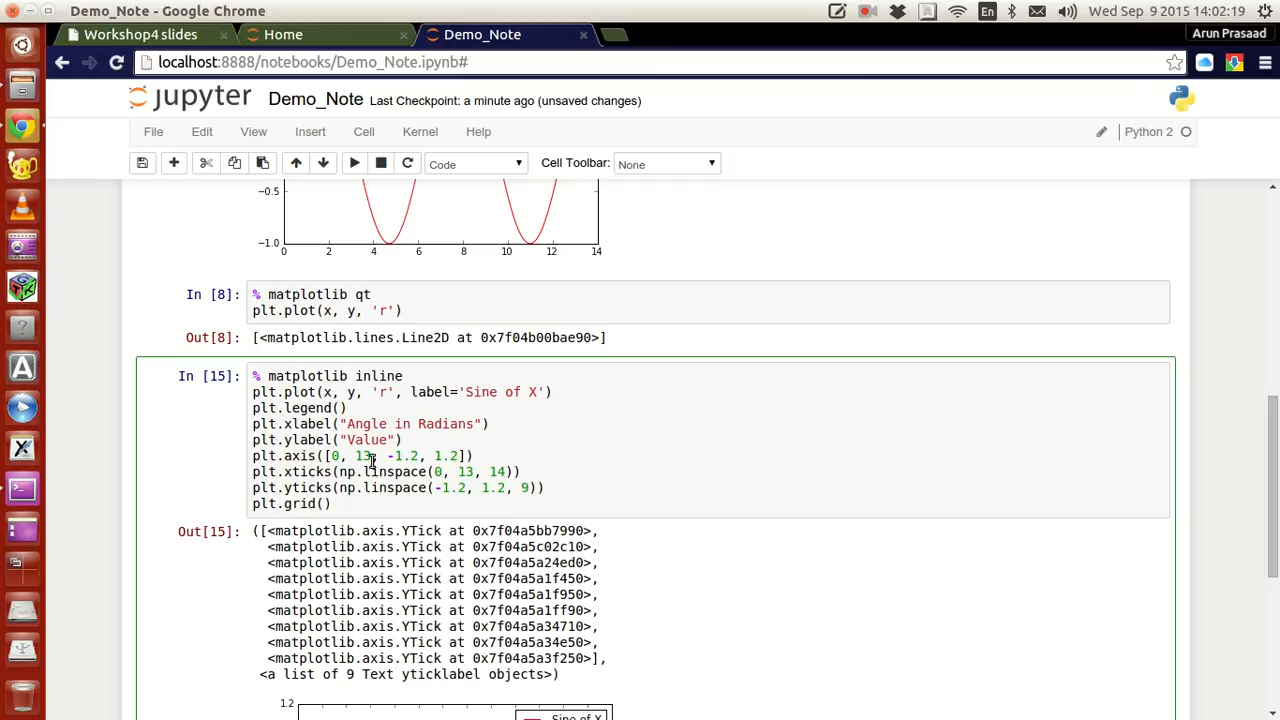 Demo_Note - Google Chrome
En
Wed Sep 9 2015 14:02:19
Workshop4 slides
Home
Demo_Note
Arun Prasaad
localhost:8888/notebooks/Demo_Note.ipynb#
jupyter Demo_Note Last Checkpoint: a minute ago (unsaved changes)
File Edit View Insert Cell Kernel Help
Python 2
Code
Cell Toolbar: None
−0.5
−1.0
0 2 4 6 8 10 12 14
In [8]: % matplotlib qt
plt.plot(x, y, 'r')
Out[8]: [<matplotlib.lines.Line2D at 0x7f04b00bae90>]
In [15]: % matplotlib inline
plt.plot(x, y, 'r', label='Sine of X')
plt.legend()
plt.xlabel("Angle in Radians")
plt.ylabel("Value")
plt.axis([0, 13, -1.2, 1.2])
plt.xticks(np.linspace(0, 13, 14))
plt.yticks(np.linspace(-1.2, 1.2, 9))
plt.grid()
Out[15]: ([<matplotlib.axis.YTick at 0x7f04a5bb7990>,
<matplotlib.axis.YTick at 0x7f04a5c02c10>,
<matplotlib.axis.YTick at 0x7f04a5a24ed0>,
<matplotlib.axis.YTick at 0x7f04a5a1f450>,
<matplotlib.axis.YTick at 0x7f04a5a1f950>,
<matplotlib.axis.YTick at 0x7f04a5a1ff90>,
<matplotlib.axis.YTick at 0x7f04a5a34710>,
<matplotlib.axis.YTick at 0x7f04a5a34e50>,
<matplotlib.axis.YTick at 0x7f04a5a3f250>],
<a list of 9 Text yticklabel objects>)
1.2
Sine of X